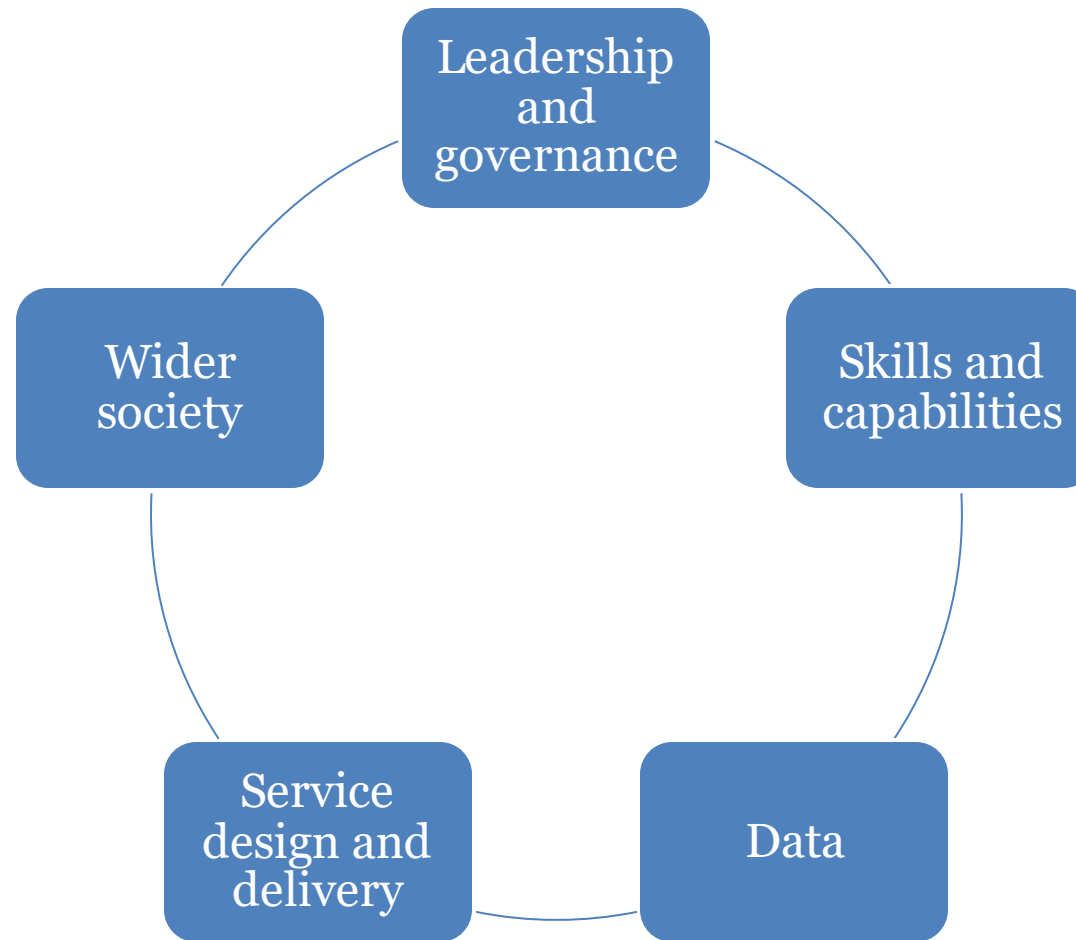 Leadership
and
governance
Skills and
capabilities
Data
Service
design and
delivery
Wider
society